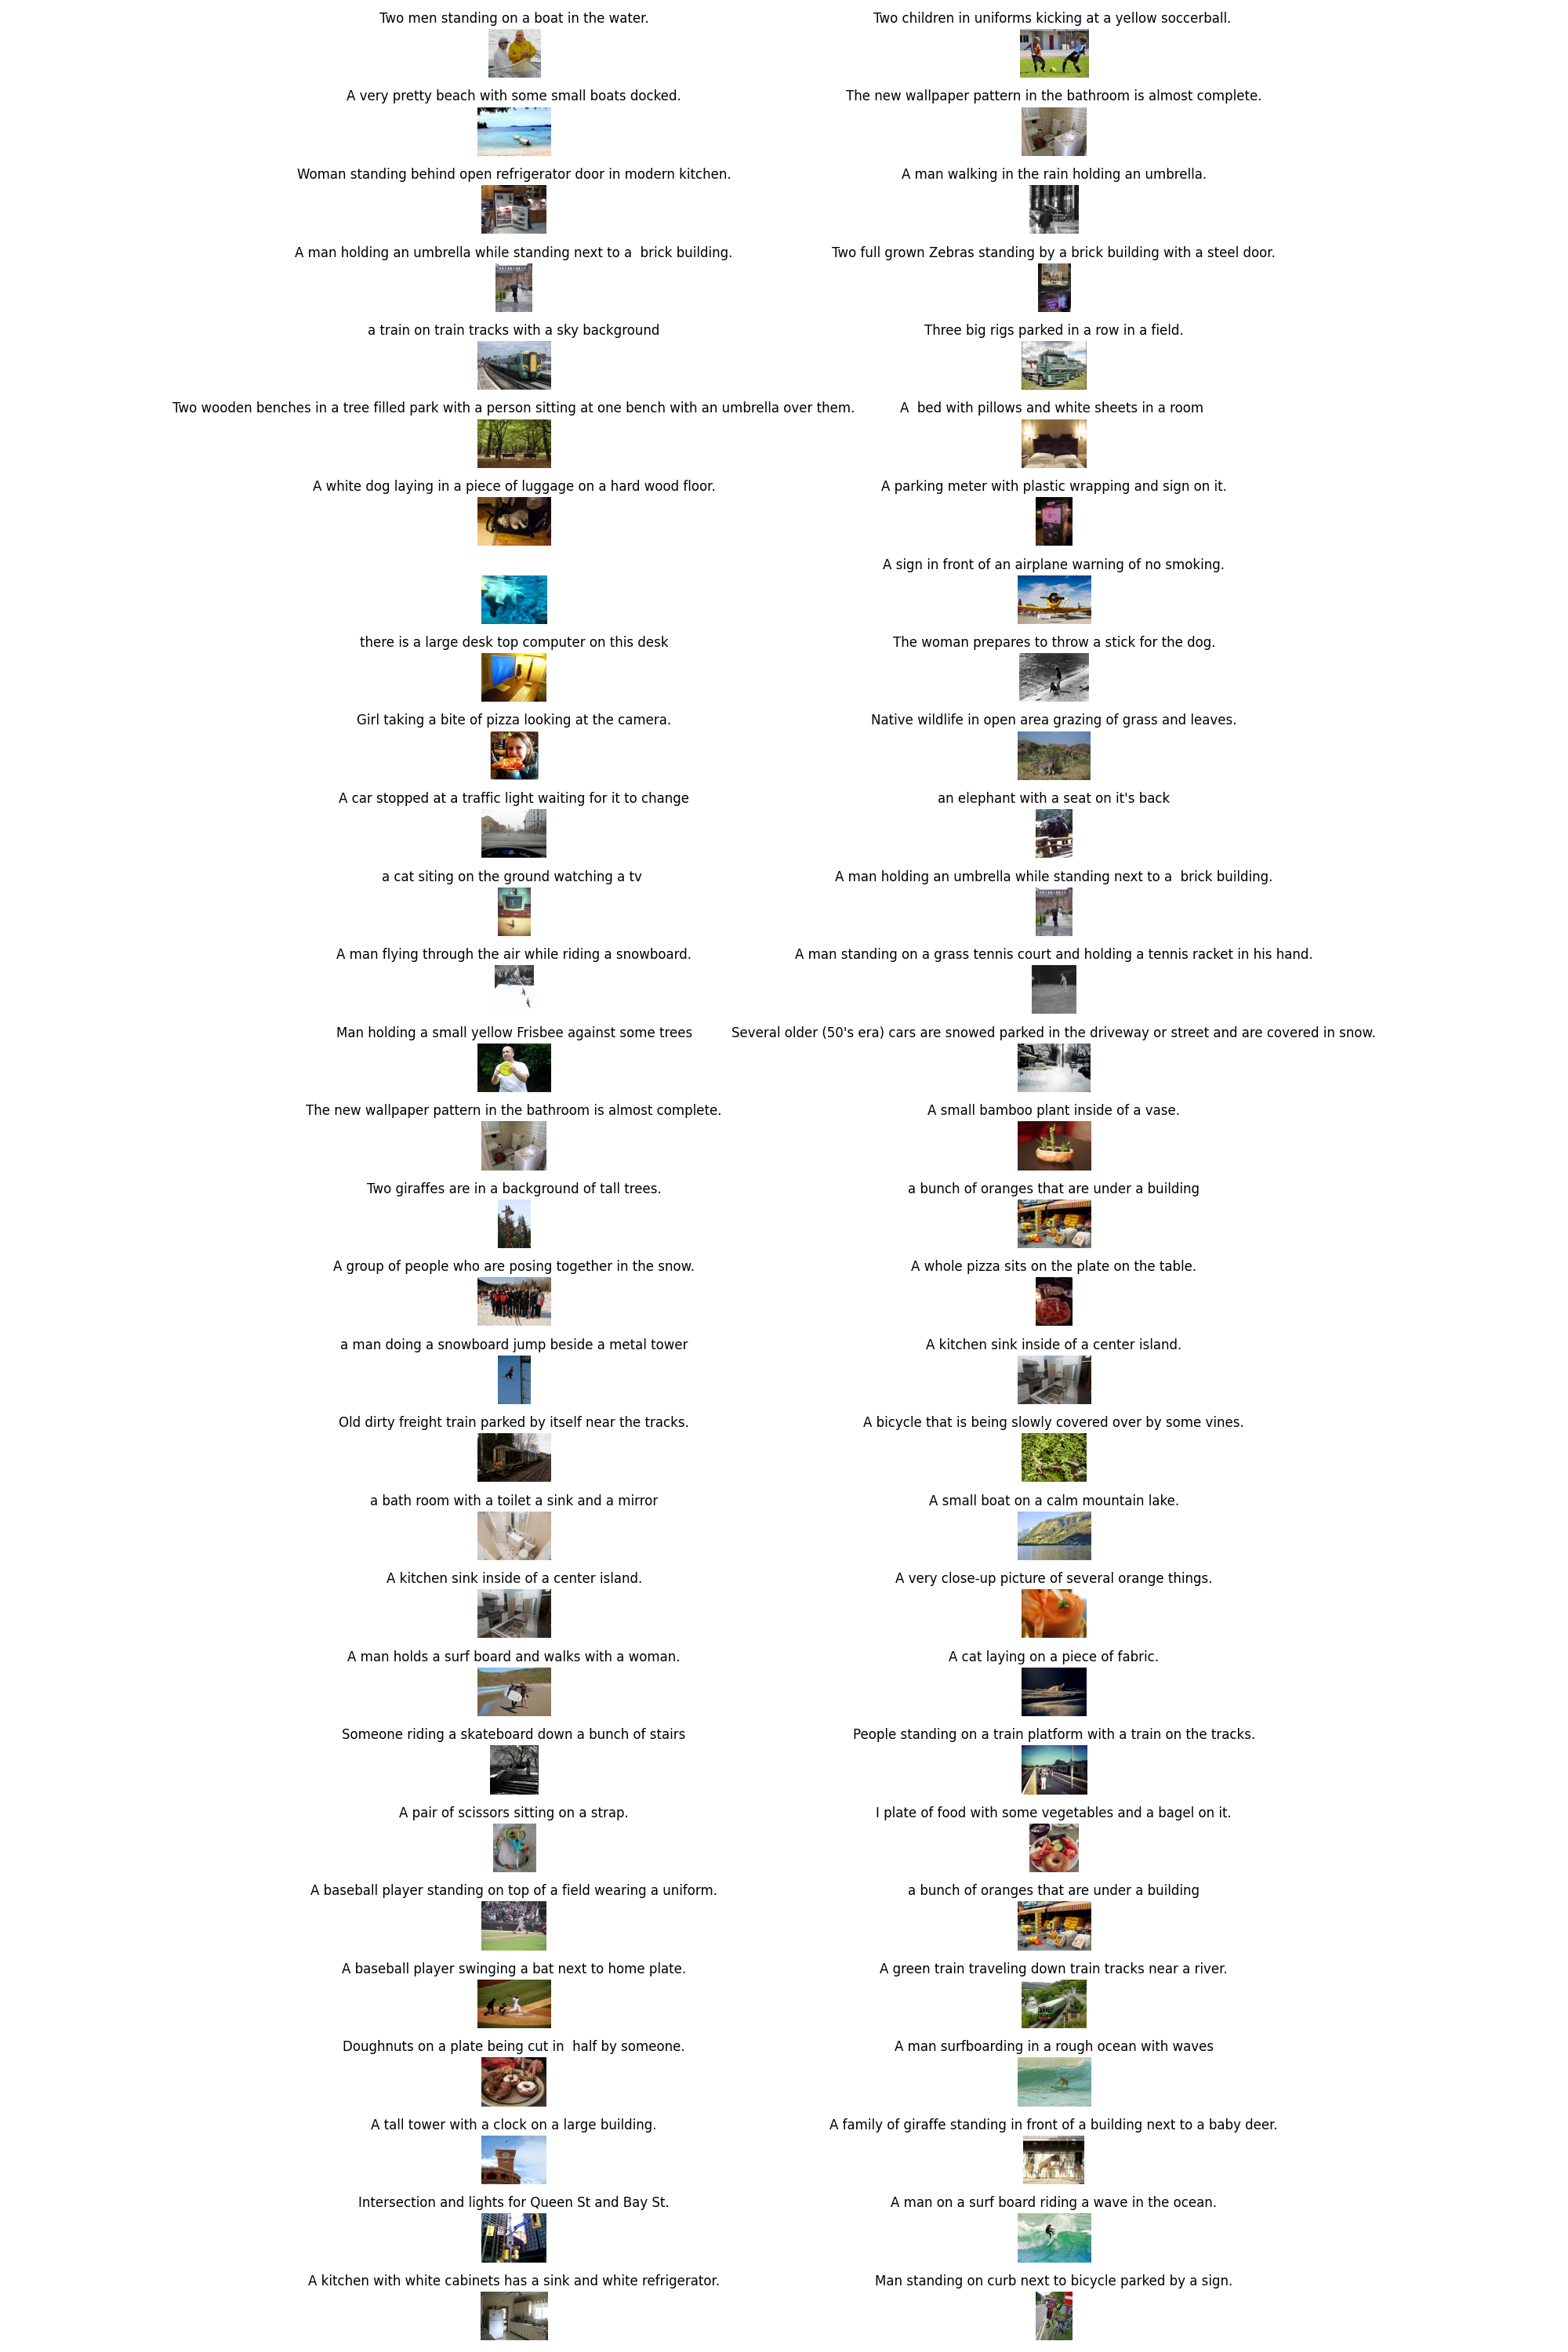 Two men standing on a boat in the water.
Two children in uniforms kicking at a yellow soccerball.
A very pretty beach with some small boats docked.
The new wallpaper pattern in the bathroom is almost complete.
Woman standing behind open refrigerator door in modern kitchen.
A man walking in the rain holding an umbrella.
A man holding an umbrella while standing next to a  brick building.
Two full grown Zebras standing by a brick building with a steel door.
a train on train tracks with a sky background
Three big rigs parked in a row in a field.
Two wooden benches in a tree filled park with a person sitting at one bench with an umbrella over them.
A  bed with pillows and white sheets in a room
A white dog laying in a piece of luggage on a hard wood floor.
A parking meter with plastic wrapping and sign on it.
A sign in front of an airplane warning of no smoking.
there is a large desk top computer on this desk
The woman prepares to throw a stick for the dog.
Girl taking a bite of pizza looking at the camera.
Native wildlife in open area grazing of grass and leaves.
A car stopped at a traffic light waiting for it to change
an elephant with a seat on it's back
a cat siting on the ground watching a tv
A man holding an umbrella while standing next to a  brick building.
A man flying through the air while riding a snowboard.
A man standing on a grass tennis court and holding a tennis racket in his hand.
Man holding a small yellow Frisbee against some trees
Several older (50's era) cars are snowed parked in the driveway or street and are covered in snow.
The new wallpaper pattern in the bathroom is almost complete.
A small bamboo plant inside of a vase.
Two giraffes are in a background of tall trees.
a bunch of oranges that are under a building
A group of people who are posing together in the snow.
A whole pizza sits on the plate on the table.
a man doing a snowboard jump beside a metal tower
A kitchen sink inside of a center island.
Old dirty freight train parked by itself near the tracks.
A bicycle that is being slowly covered over by some vines.
a bath room with a toilet a sink and a mirror
A small boat on a calm mountain lake.
A kitchen sink inside of a center island.
A very close-up picture of several orange things.
A man holds a surf board and walks with a woman.
A cat laying on a piece of fabric.
Someone riding a skateboard down a bunch of stairs
People standing on a train platform with a train on the tracks.
A pair of scissors sitting on a strap.
I plate of food with some vegetables and a bagel on it.
A baseball player standing on top of a field wearing a uniform.
a bunch of oranges that are under a building
A baseball player swinging a bat next to home plate.
A green train traveling down train tracks near a river.
Doughnuts on a plate being cut in  half by someone.
A man surfboarding in a rough ocean with waves
A tall tower with a clock on a large building.
A family of giraffe standing in front of a building next to a baby deer.
Intersection and lights for Queen St and Bay St.
A man on a surf board riding a wave in the ocean.
A kitchen with white cabinets has a sink and white refrigerator.
Man standing on curb next to bicycle parked by a sign.